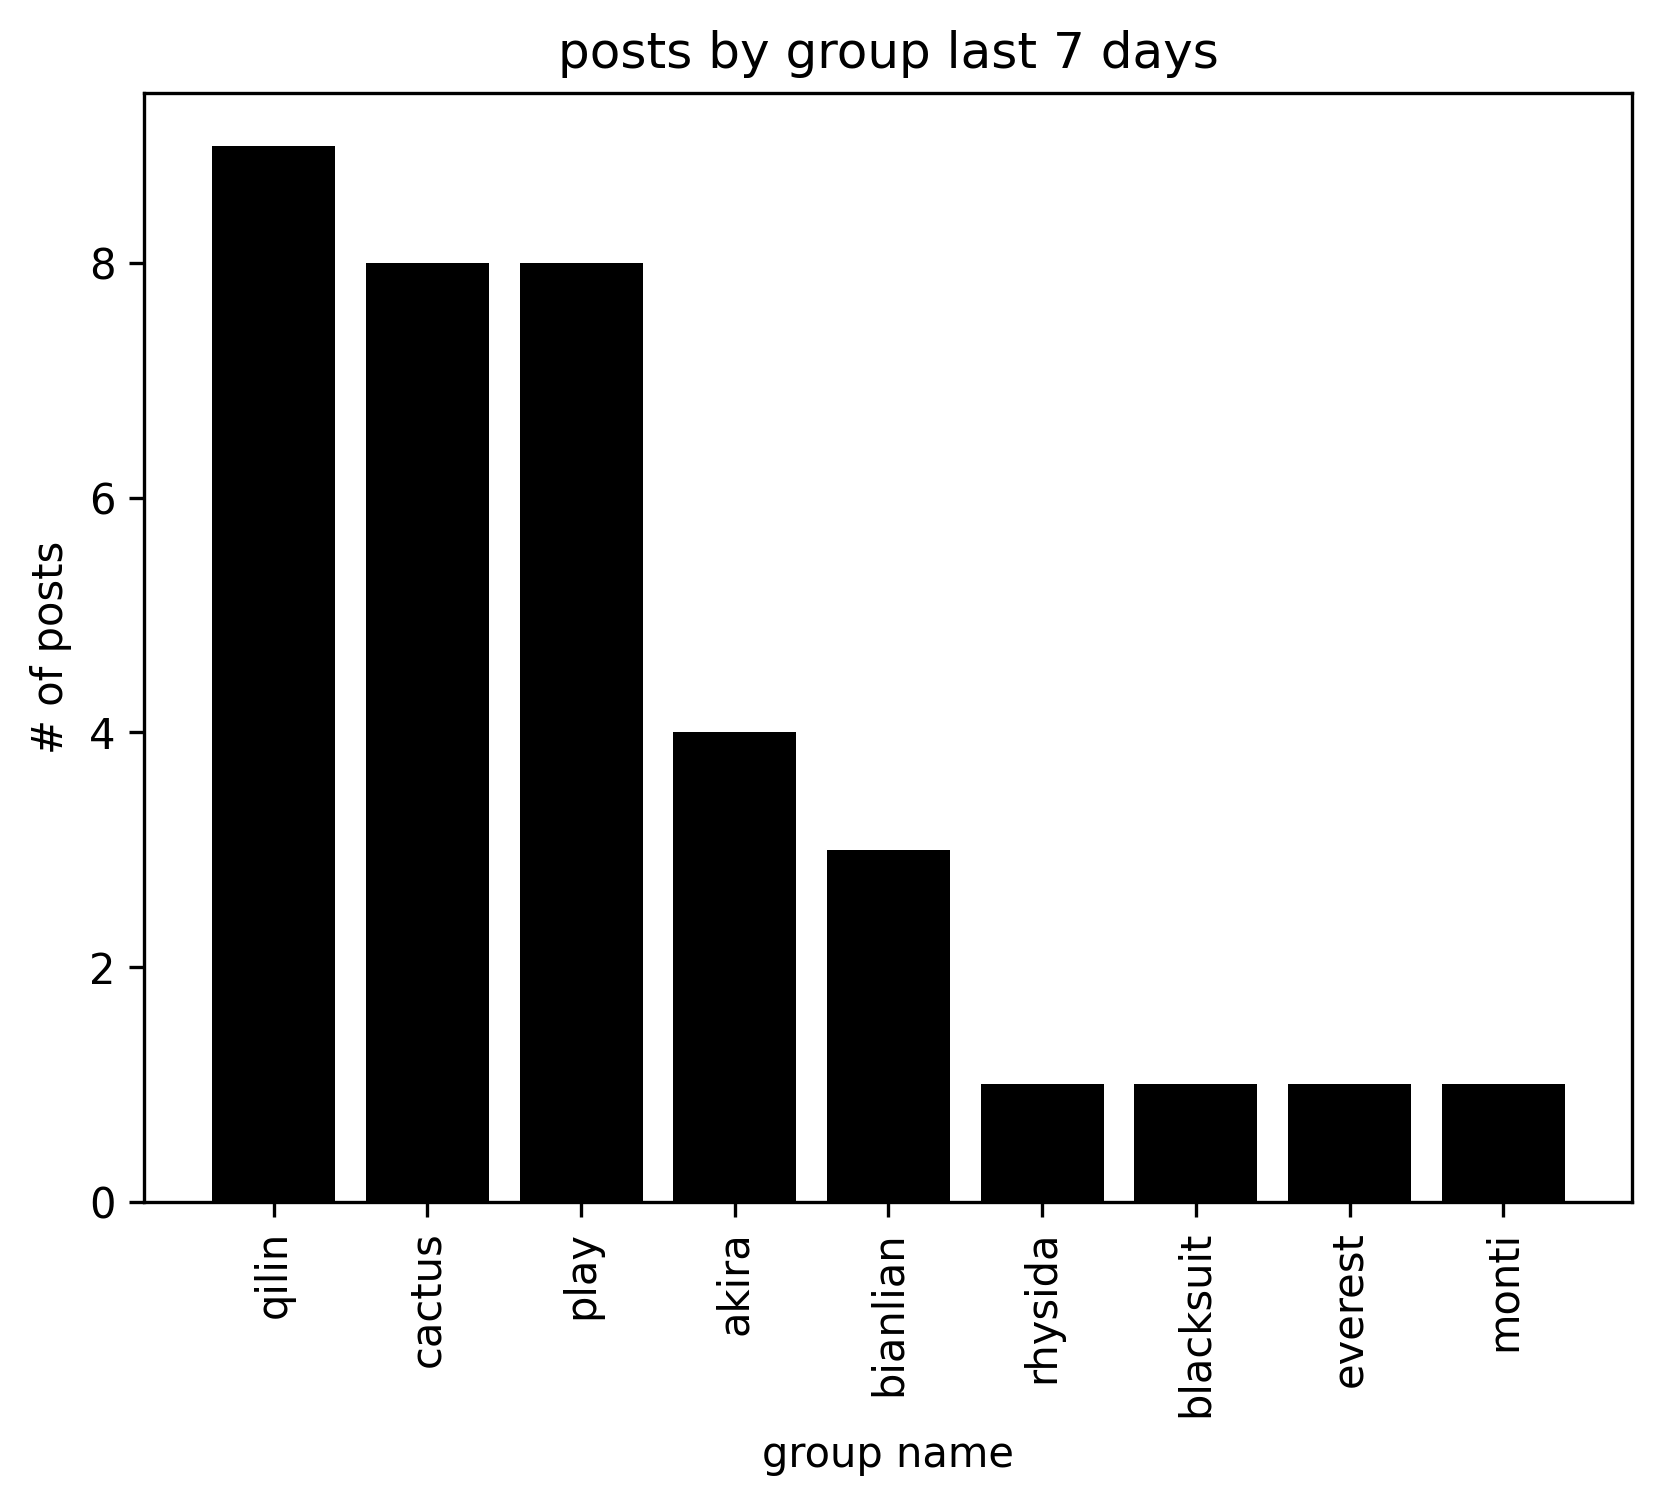 posts by group last 7 days
# of posts
8
6
4
2
0
qilin
cactus
play
akira
bianlian
rhysida
blacksuit
everest
monti
group name